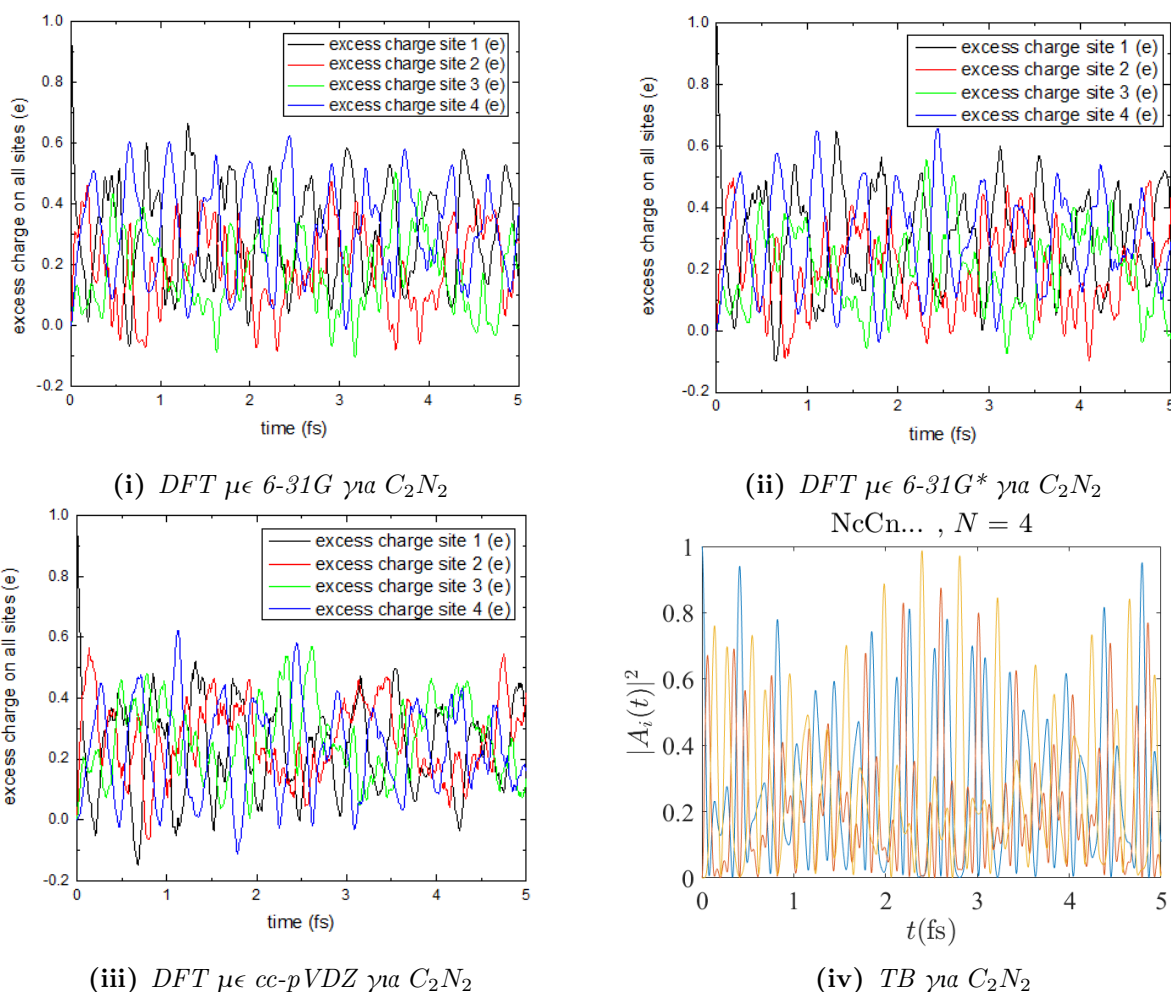 excess charge on all sites (e)
1.0
0.8
0.6
0.4
0.2
0.0
-0.2
excess charge site 1 (e)
excess charge site 2 (e)
excess charge site 3 (e)
excess charge site 4 (e)
0 1 2 3 4 5
time (fs)
(i) DFT με 6-31G για C₂N₂
excess charge on all sites (e)
1.0
0.8
0.6
0.4
0.2
0.0
-0.2
excess charge site 1 (e)
excess charge site 2 (e)
excess charge site 3 (e)
excess charge site 4 (e)
0 1 2 3 4 5
time (fs)
(ii) DFT με 6-31G* για C₂N₂
excess charge on all sites (e)
1.0
0.8
0.6
0.4
0.2
0.0
-0.2
excess charge site 1 (e)
excess charge site 2 (e)
excess charge site 3 (e)
excess charge site 4 (e)
0 1 2 3 4 5
time (fs)
(iii) DFT με cc-pVDZ για C₂N₂
NcCn... , N = 4
|Aᵢ(t)|²
1
0.8
0.6
0.4
0.2
0
0 1 2 3 4 5
t(fs)
(iv) TB για C₂N₂